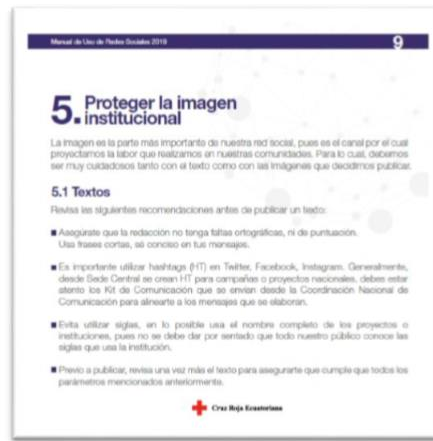 Manual de Uso de Redes Sociales 2019
9
5. Proteger la imagen
institucional
La imagen es la parte más importante de nuestra red social, pues es el canal por el cual
proyectamos la labor que realizamos en nuestras comunidades. Para lo cual, debemos
ser muy cuidadosos tanto con el texto como con las imágenes que decidimos publicar.
5.1 Textos
Revisa las siguientes recomendaciones antes de publicar un texto:
■ Asegúrate que la redacción no tenga faltas ortográficas, ni de puntuación.
Usa frases cortas, sé conciso en tus mensajes.
■ Es importante utilizar hashtags (HT) en Twitter, Facebook, Instagram. Generalmente,
desde Sede Central se crean HT para campañas o proyectos nacionales, debes estar
atento los Kit de Comunicación que se envían desde la Coordinación Nacional de
Comunicación para alinearte a los mensajes que se elaboran.
■ Evita utilizar siglas, en lo posible usa el nombre completo de los proyectos o
instituciones, pues no se debe dar por sentado que todo nuestro público conoce las
siglas que usa la institución.
■ Previo a publicar, revisa una vez más el texto para asegurarte que cumple que todos los
parámetros mencionados anteriormente.
Cruz Roja Ecuatoriana